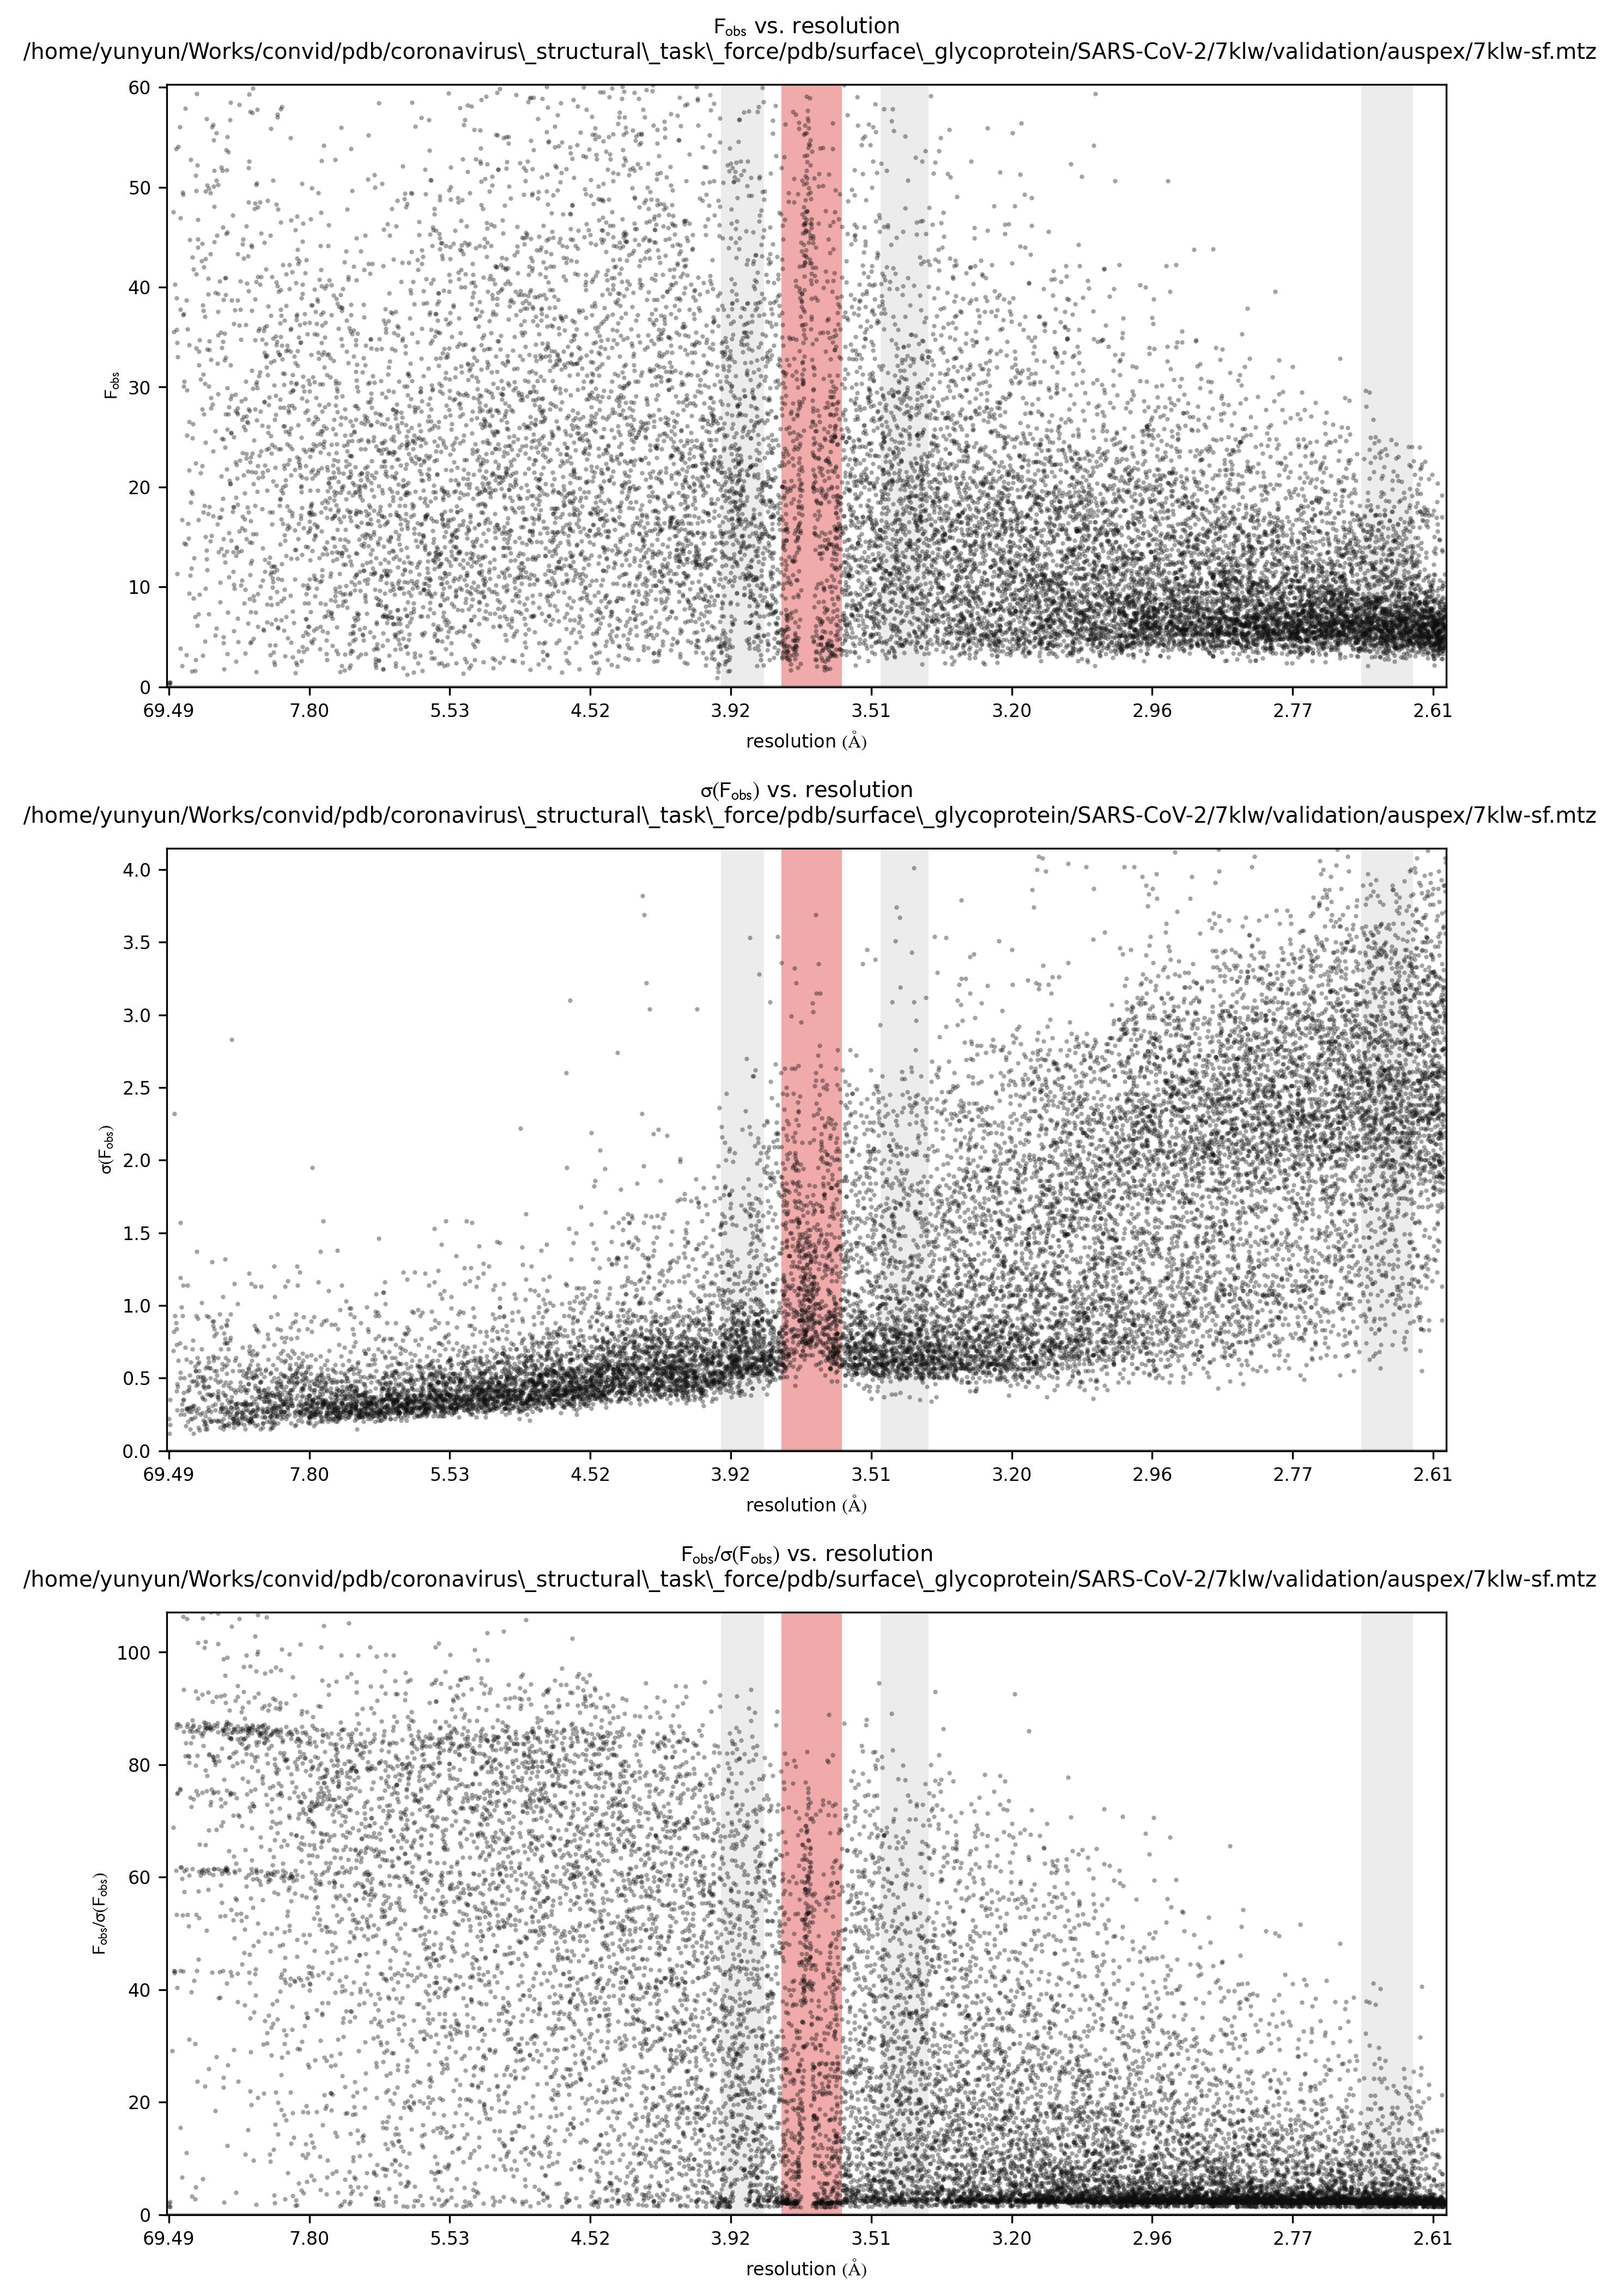 F_obs vs. resolution
/home/yunyun/Works/convid/pdb/coronavirus\_structural\_task\_force/pdb/surface\_glycoprotein/SARS-CoV-2/7klw/validation/auspex/7klw-sf.mtz
60
50
40
30
20
10
0
F_obs
69.49 7.80 5.53 4.52 3.92 3.51 3.20 2.96 2.77 2.61
resolution (Å)
σ(F_obs) vs. resolution
/home/yunyun/Works/convid/pdb/coronavirus\_structural\_task\_force/pdb/surface\_glycoprotein/SARS-CoV-2/7klw/validation/auspex/7klw-sf.mtz
4.0
3.5
3.0
2.5
2.0
1.5
1.0
0.5
0.0
σ(F_obs)
69.49 7.80 5.53 4.52 3.92 3.51 3.20 2.96 2.77 2.61
resolution (Å)
F_obs/σ(F_obs) vs. resolution
/home/yunyun/Works/convid/pdb/coronavirus\_structural\_task\_force/pdb/surface\_glycoprotein/SARS-CoV-2/7klw/validation/auspex/7klw-sf.mtz
100
80
60
40
20
0
F_obs/σ(F_obs)
69.49 7.80 5.53 4.52 3.92 3.51 3.20 2.96 2.77 2.61
resolution (Å)